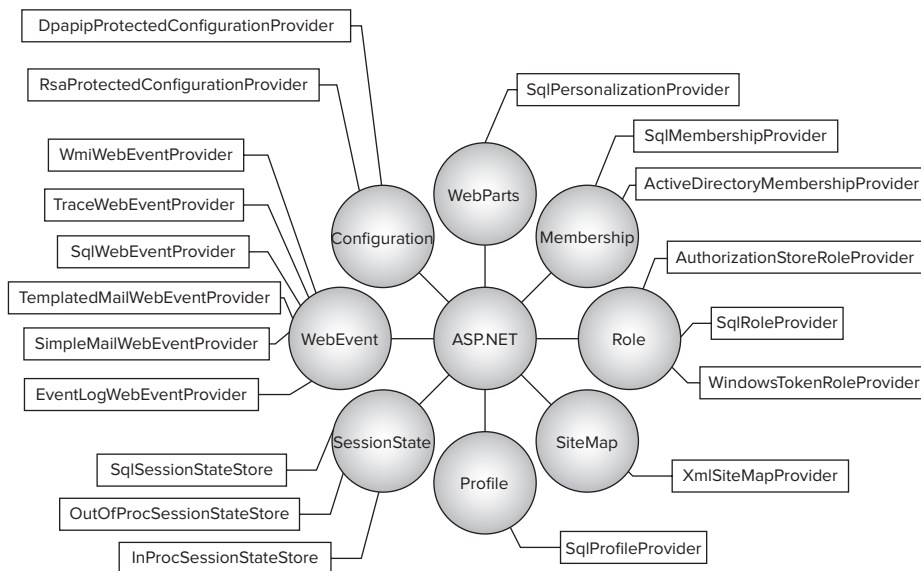 DpapipProtectedConfigurationProvider
RsaProtectedConfigurationProvider
SqlPersonalizationProvider
SqlMembershipProvider
WmiWebEventProvider
ActiveDirectoryMembershipProvider
TraceWebEventProvider
WebParts
Configuration
Membership
SqlWebEventProvider
AuthorizationStoreRoleProvider
TemplatedMailWebEventProvider
SqlRoleProvider
SimpleMailWebEventProvider
WebEvent
ASP.NET
Role
WindowsTokenRoleProvider
EventLogWebEventProvider
SessionState
SiteMap
SqlSessionStateStore
XmlSiteMapProvider
Profile
OutOfProcSessionStateStore
SqlProfileProvider
InProcSessionStateStore